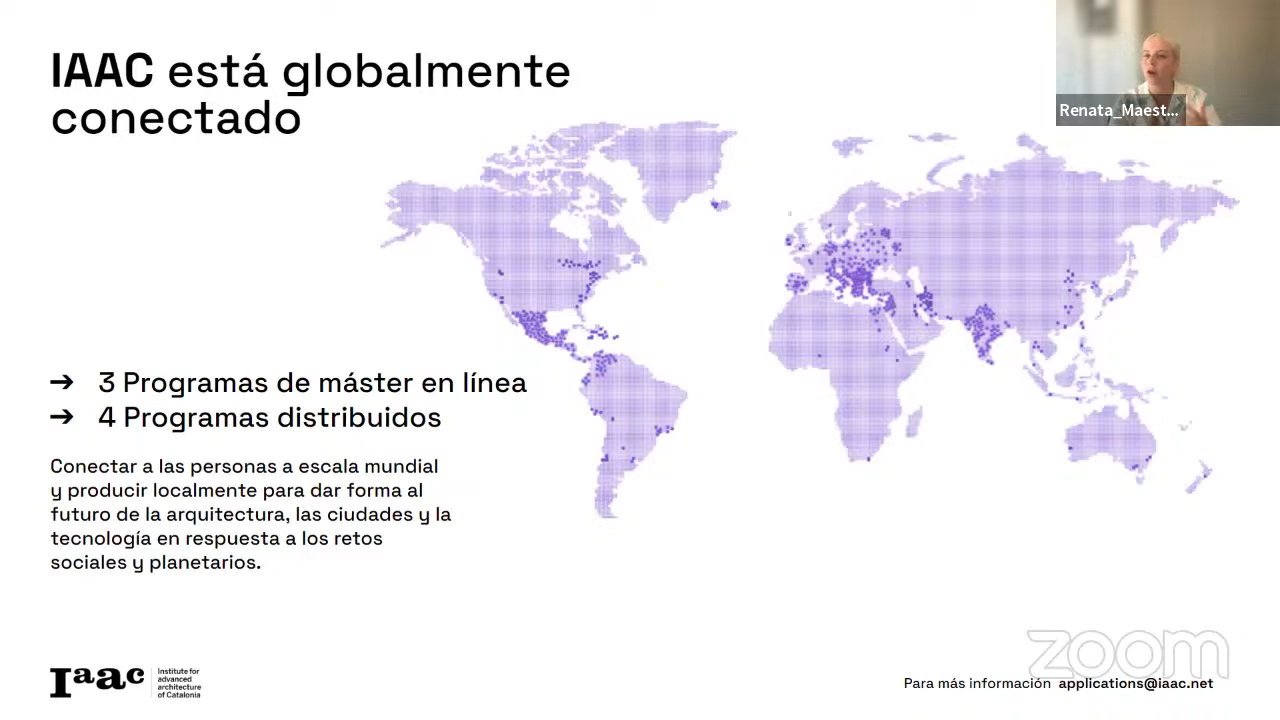 IAAC está globalmente
conectado
Renata_Maest...
➔ 3 Programas de máster en línea
➔ 4 Programas distribuidos
Conectar a las personas a escala mundial
y producir localmente para dar forma al
futuro de la arquitectura, las ciudades y la
tecnología en respuesta a los retos
sociales y planetarios.
Iaac
Institute for
advanced
architecture
of Catalonia
zoom
Para más información applications@iaac.net